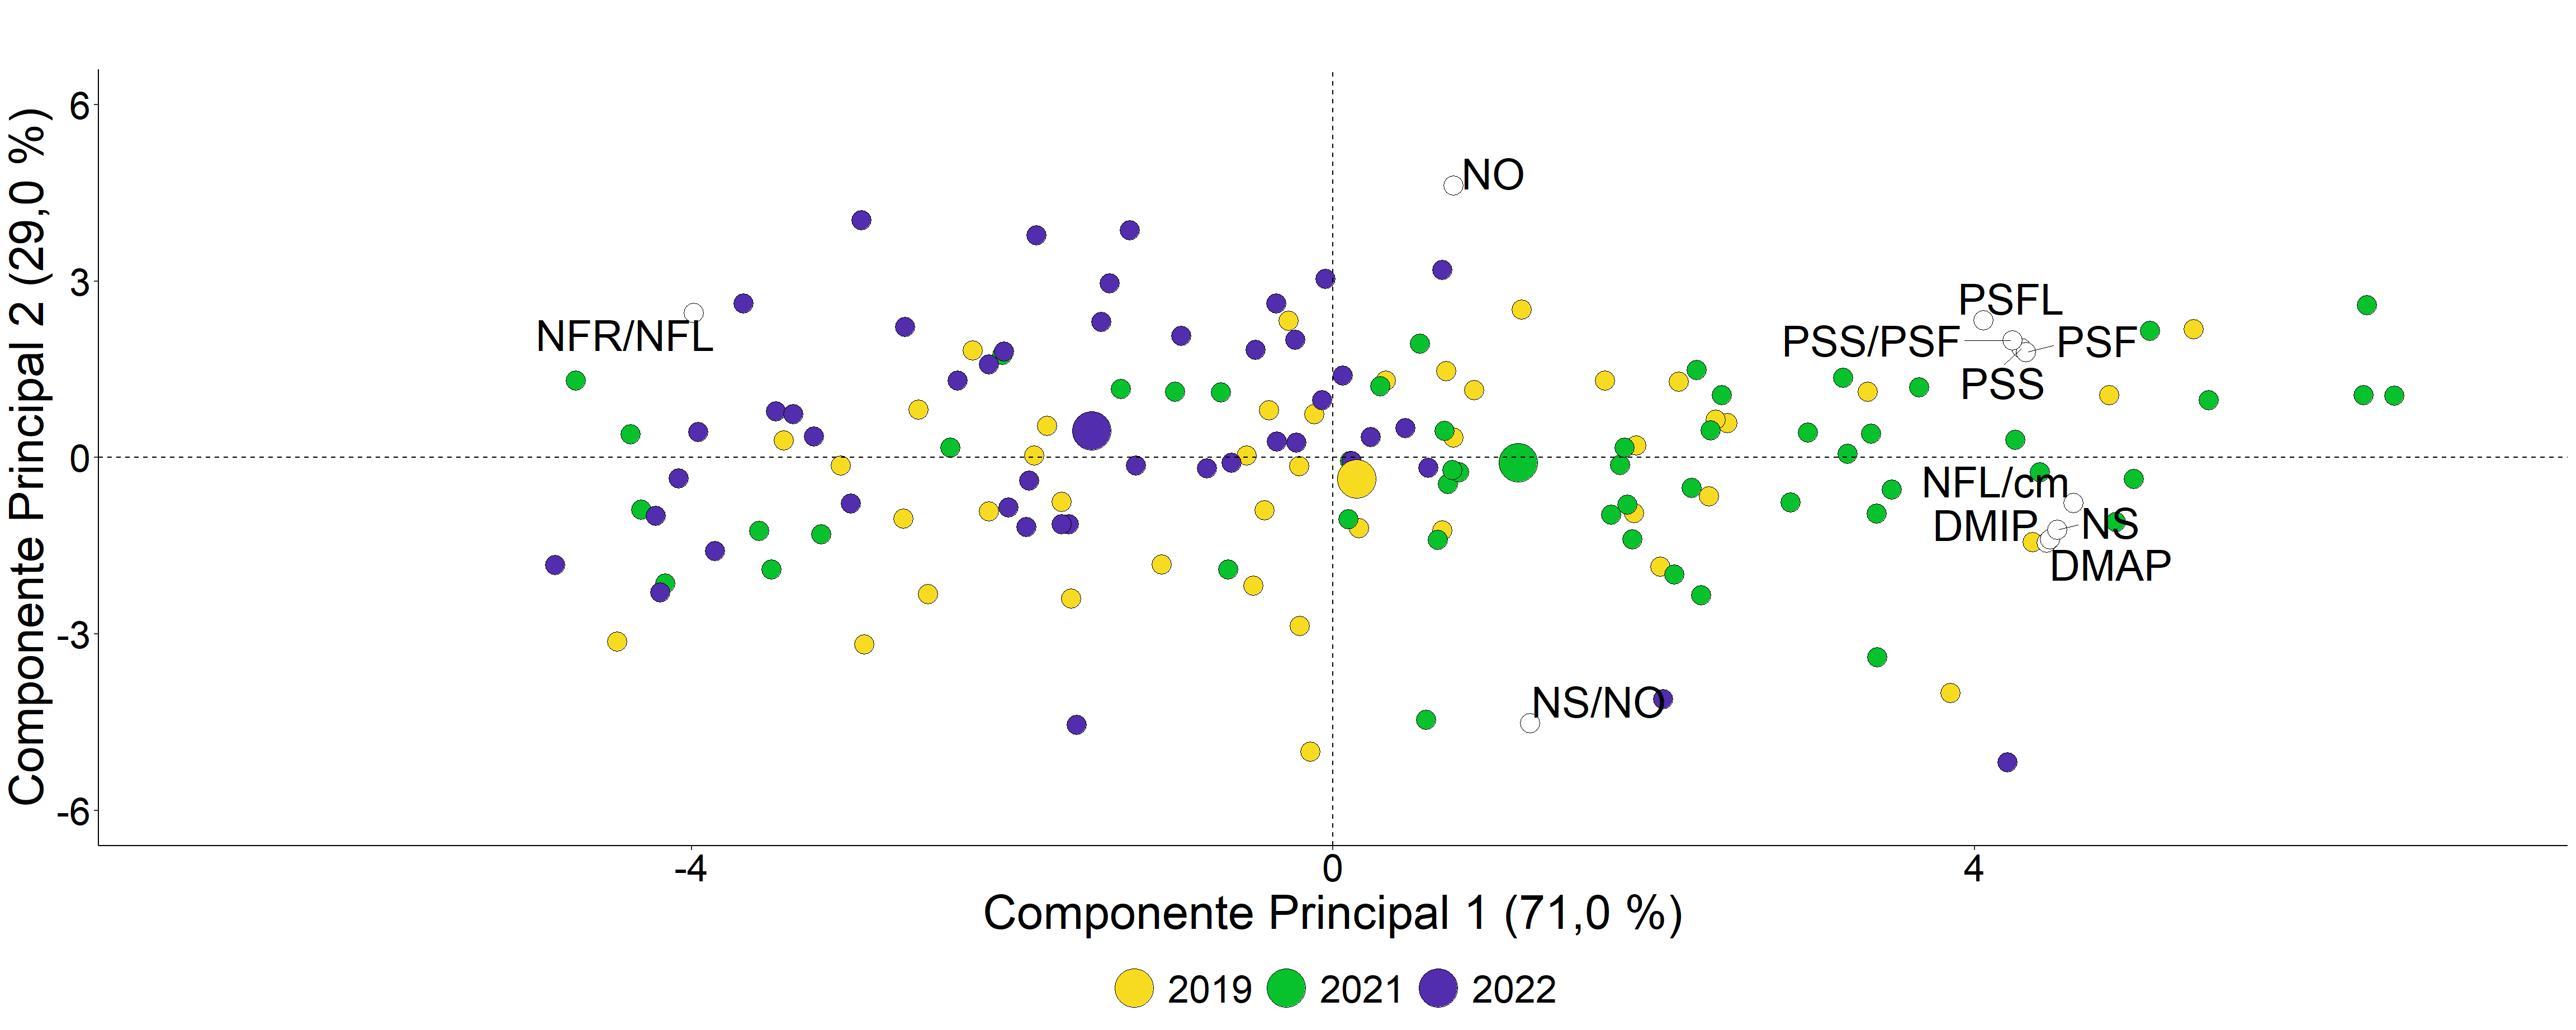 Componente Principal 2 (29,0 %)
6
3
0
-3
-6
NO
NFR/NFL
PSFL
PSS/PSF
PSF
PSS
NFL/cm
DMIP
NS
DMAP
NS/NO
-4
0
4
Componente Principal 1 (71,0 %)
2019
2021
2022